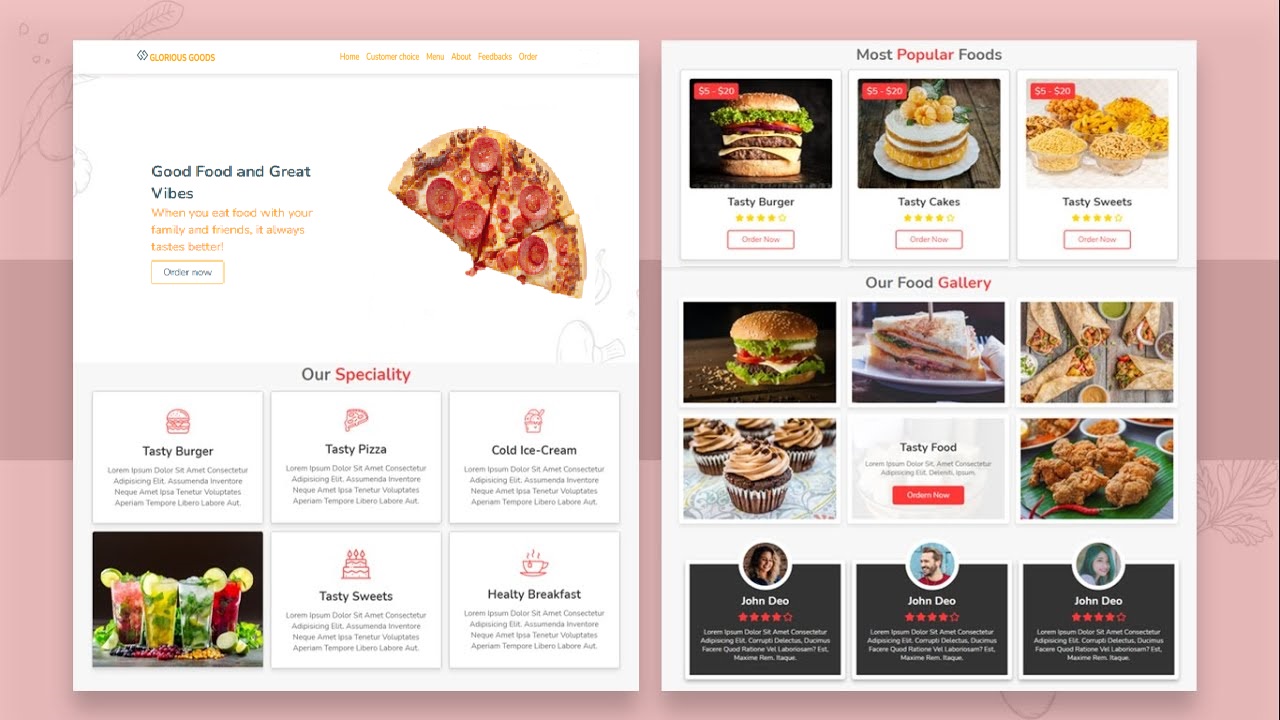 GLORIOUS GOODS
Home Customer choice Menu About Feedbacks Order
Good Food and Great
Vibes
When you eat food with your
family and friends, it always
tastes better!
Order now
Our Speciality
Tasty Burger
Lorem Ipsum Dolor Sit Amet Consectetur
Adipisicing Elit. Assumenda Inventore
Neque Amet Ipsa Tenetur Voluptates
Aperiam Tempore Libero Labore Aut.
Tasty Pizza
Lorem Ipsum Dolor Sit Amet Consectetur
Adipisicing Elit. Assumenda Inventore
Neque Amet Ipsa Tenetur Voluptates
Aperiam Tempore Libero Labore Aut.
Cold Ice-Cream
Lorem Ipsum Dolor Sit Amet Consectetur
Adipisicing Elit. Assumenda Inventore
Neque Amet Ipsa Tenetur Voluptates
Aperiam Tempore Libero Labore Aut.
Tasty Sweets
Lorem Ipsum Dolor Sit Amet Consectetur
Adipisicing Elit. Assumenda Inventore
Neque Amet Ipsa Tenetur Voluptates
Aperiam Tempore Libero Labore Aut.
Healty Breakfast
Lorem Ipsum Dolor Sit Amet Consectetur
Adipisicing Elit. Assumenda Inventore
Neque Amet Ipsa Tenetur Voluptates
Aperiam Tempore Libero Labore Aut.
Most Popular Foods
$5 - $20
Tasty Burger
Order Now
$5 - $20
Tasty Cakes
Order Now
$5 - $20
Tasty Sweets
Order Now
Our Food Gallery
Tasty Food
Lorem Ipsum Dolor Sit, Amet Consectetur
Adipisicing Elit. Deleniti, Ipsum.
Ordern Now
John Deo
Lorem Ipsum Dolor Sit Amet Consectetur
Adipisicing Elit. Corrupti Delectus, Ducimus
Facere Quod Ratione Vel Laboriosam? Est,
Maxime Rem. Itaque.
John Deo
Lorem Ipsum Dolor Sit Amet Consectetur
Adipisicing Elit. Corrupti Delectus, Ducimus
Facere Quod Ratione Vel Laboriosam? Est,
Maxime Rem. Itaque.
John Deo
Lorem Ipsum Dolor Sit Amet Consectetur
Adipisicing Elit. Corrupti Delectus, Ducimus
Facere Quod Ratione Vel Laboriosam? Est,
Maxime Rem. Itaque.